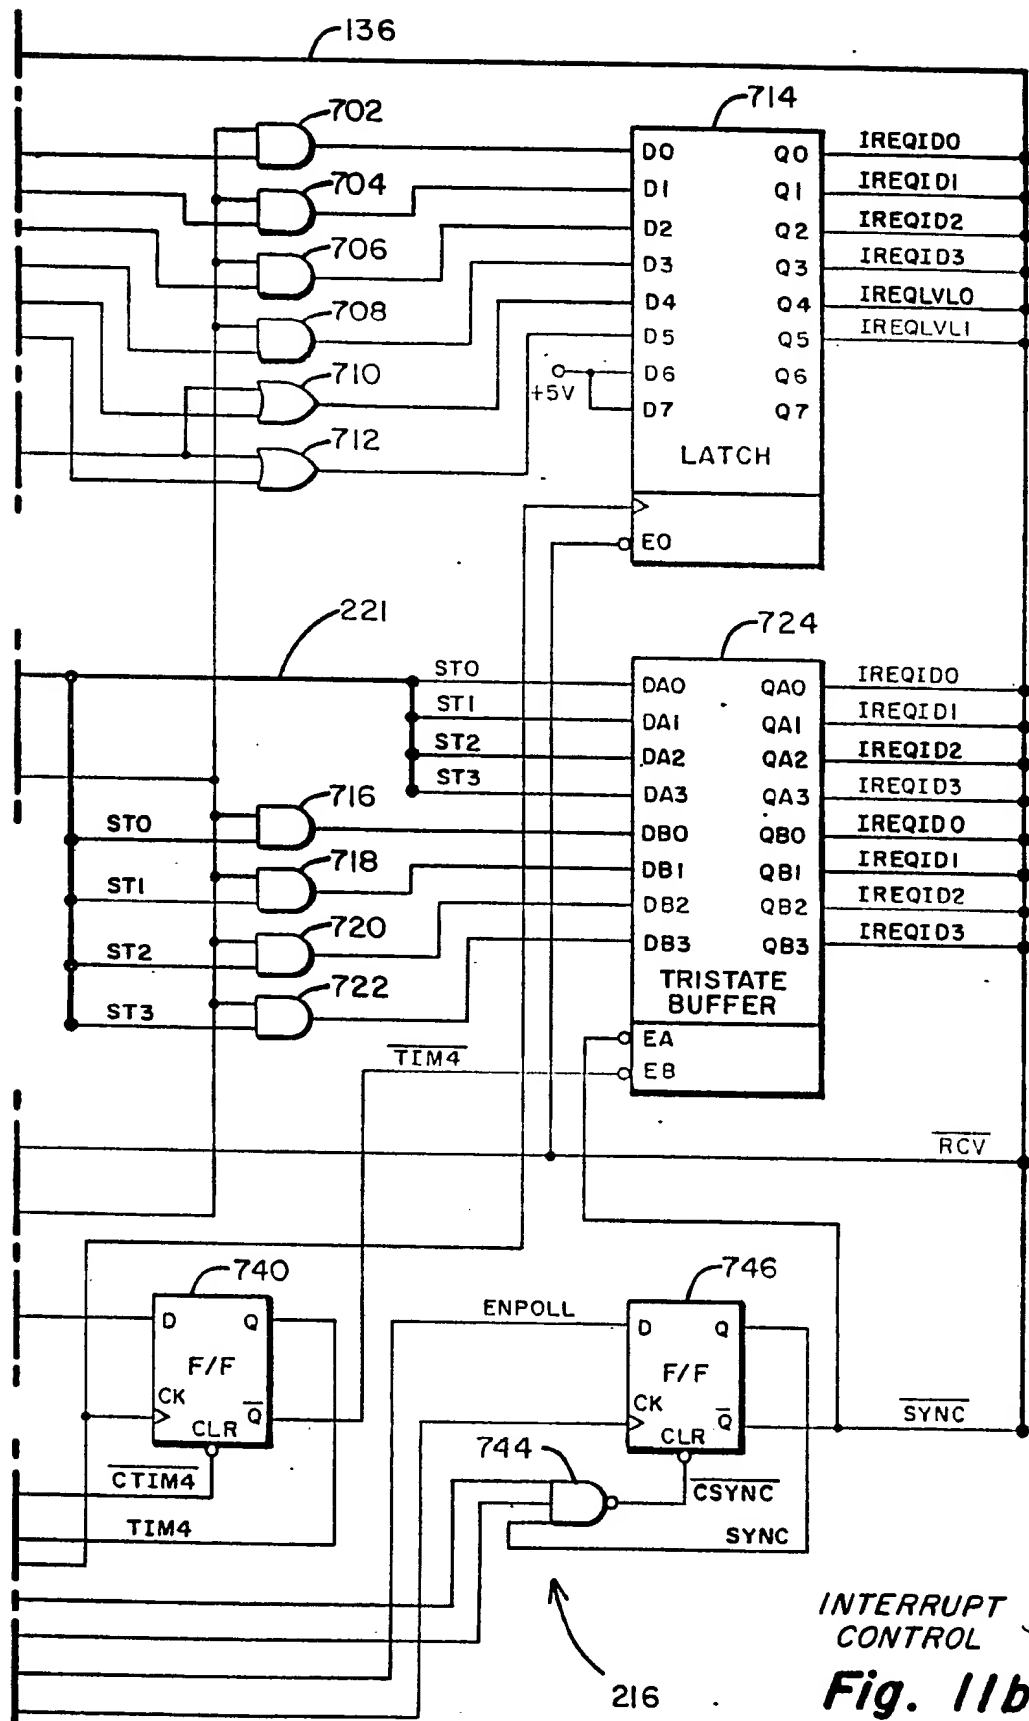 136
702
714
D0 Q0 IREQID0
704
D1 Q1 IREQID1
706
D2 Q2 IREQID2
D3 Q3 IREQID3
708
D4 Q4 IREQLVL0
D5 Q5 IREQLVL1
710
+5V D6 Q6
D7 Q7
712
LATCH
EO
221
724
ST0 DA0 QA0 IREQID0
ST1 DA1 QA1 IREQID1
ST2 DA2 QA2 IREQID2
ST3 DA3 QA3 IREQID3
716
ST0 DB0 QB0 IREQID0
718
ST1 DB1 QB1 IREQID1
720
ST2 DB2 QB2 IREQID2
DB3 QB3 IREQID3
722
ST3
TRISTATE
BUFFER
EA
TIM4 EB
RCV
740
746
ENPOLL
D Q
D Q
F/F
F/F
CK
CK
CLR Q
CLR Q
SYNC
744
CTIM4
CSYNC
TIM4
SYNC
216
INTERRUPT
CONTROL
Fig. 11b